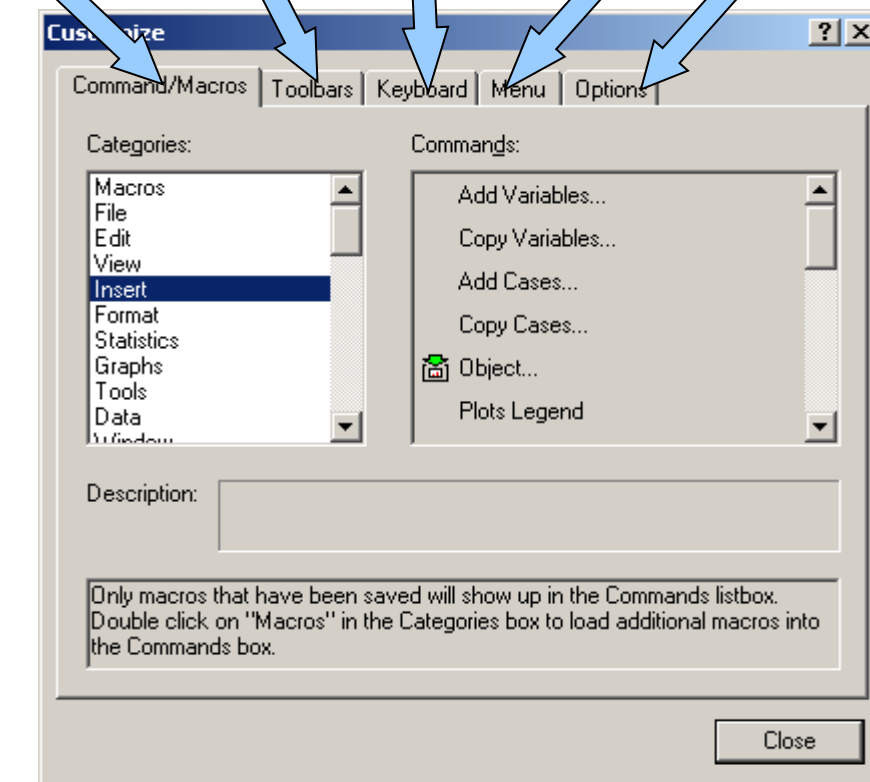 Customize
Command/Macros Toolbars Keyboard Menu Options
Categories: Commands:
Macros
File
Edit
View
Insert
Format
Statistics
Graphs
Tools
Data
Window
Add Variables...
Copy Variables...
Add Cases...
Copy Cases...
Object...
Plots Legend
Description:
Only macros that have been saved will show up in the Commands listbox.
Double click on "Macros" in the Categories box to load additional macros into
the Commands box.
Close